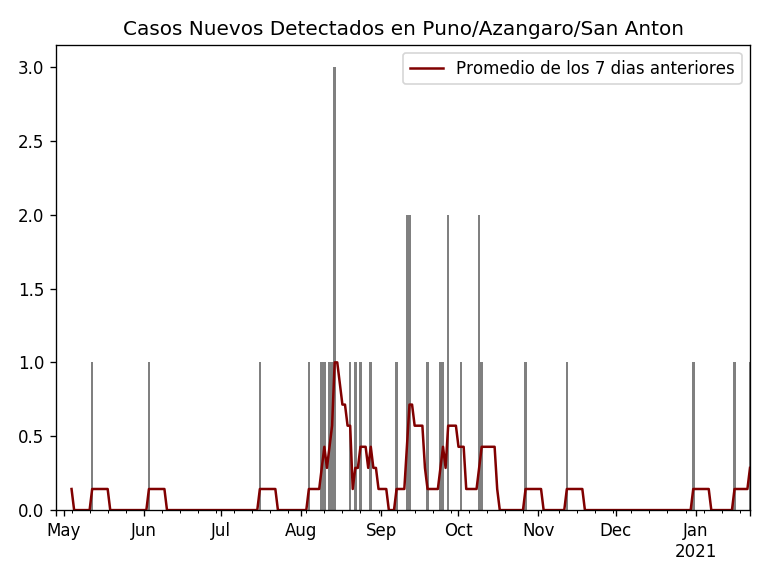 Casos Nuevos Detectados en Puno/Azangaro/San Anton
Promedio de los 7 dias anteriores
3.0
2.5
2.0
1.5
1.0
0.5
0.0
May Jun Jul Aug Sep Oct Nov Dec Jan
2021